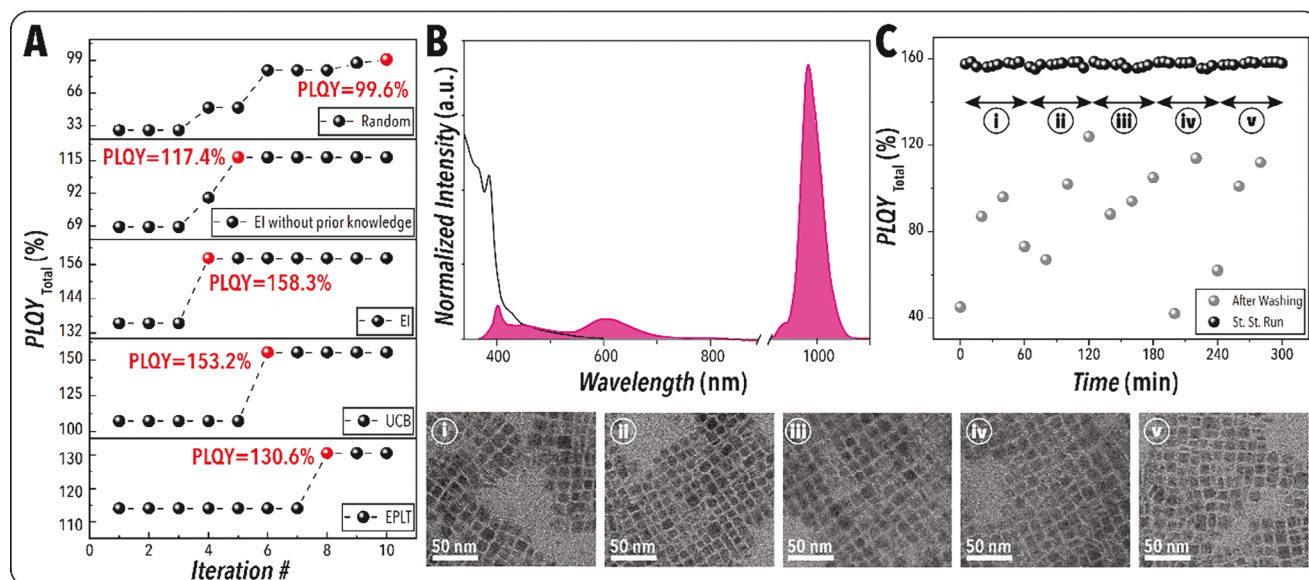 A
PLQY Total (%)
99
66
33
PLQY=99.6%
Random
115
92
69
PLQY=117.4%
EI without prior knowledge
156
144
132
PLQY=158.3%
EI
150
125
100
PLQY=153.2%
UCB
130
120
110
PLQY=130.6%
EPLT
0 2 4 6 8 10
Iteration #
B
Normalized Intensity (a.u.)
400 600 800 1000
Wavelength (nm)
C
PLQY Total (%)
160
120
80
40
i ii iii iv v
After Washing
St. St. Run
0 60 120 180 240 300
Time (min)
i
50 nm
ii
50 nm
iii
50 nm
iv
50 nm
v
50 nm